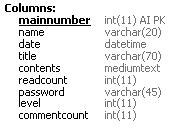 Columns:
mainnumber int(11) AI PK
name varchar(20)
date datetime
title varchar(70)
contents mediumtext
readcount int(11)
password varchar(45)
level int(11)
commentcount int(11)